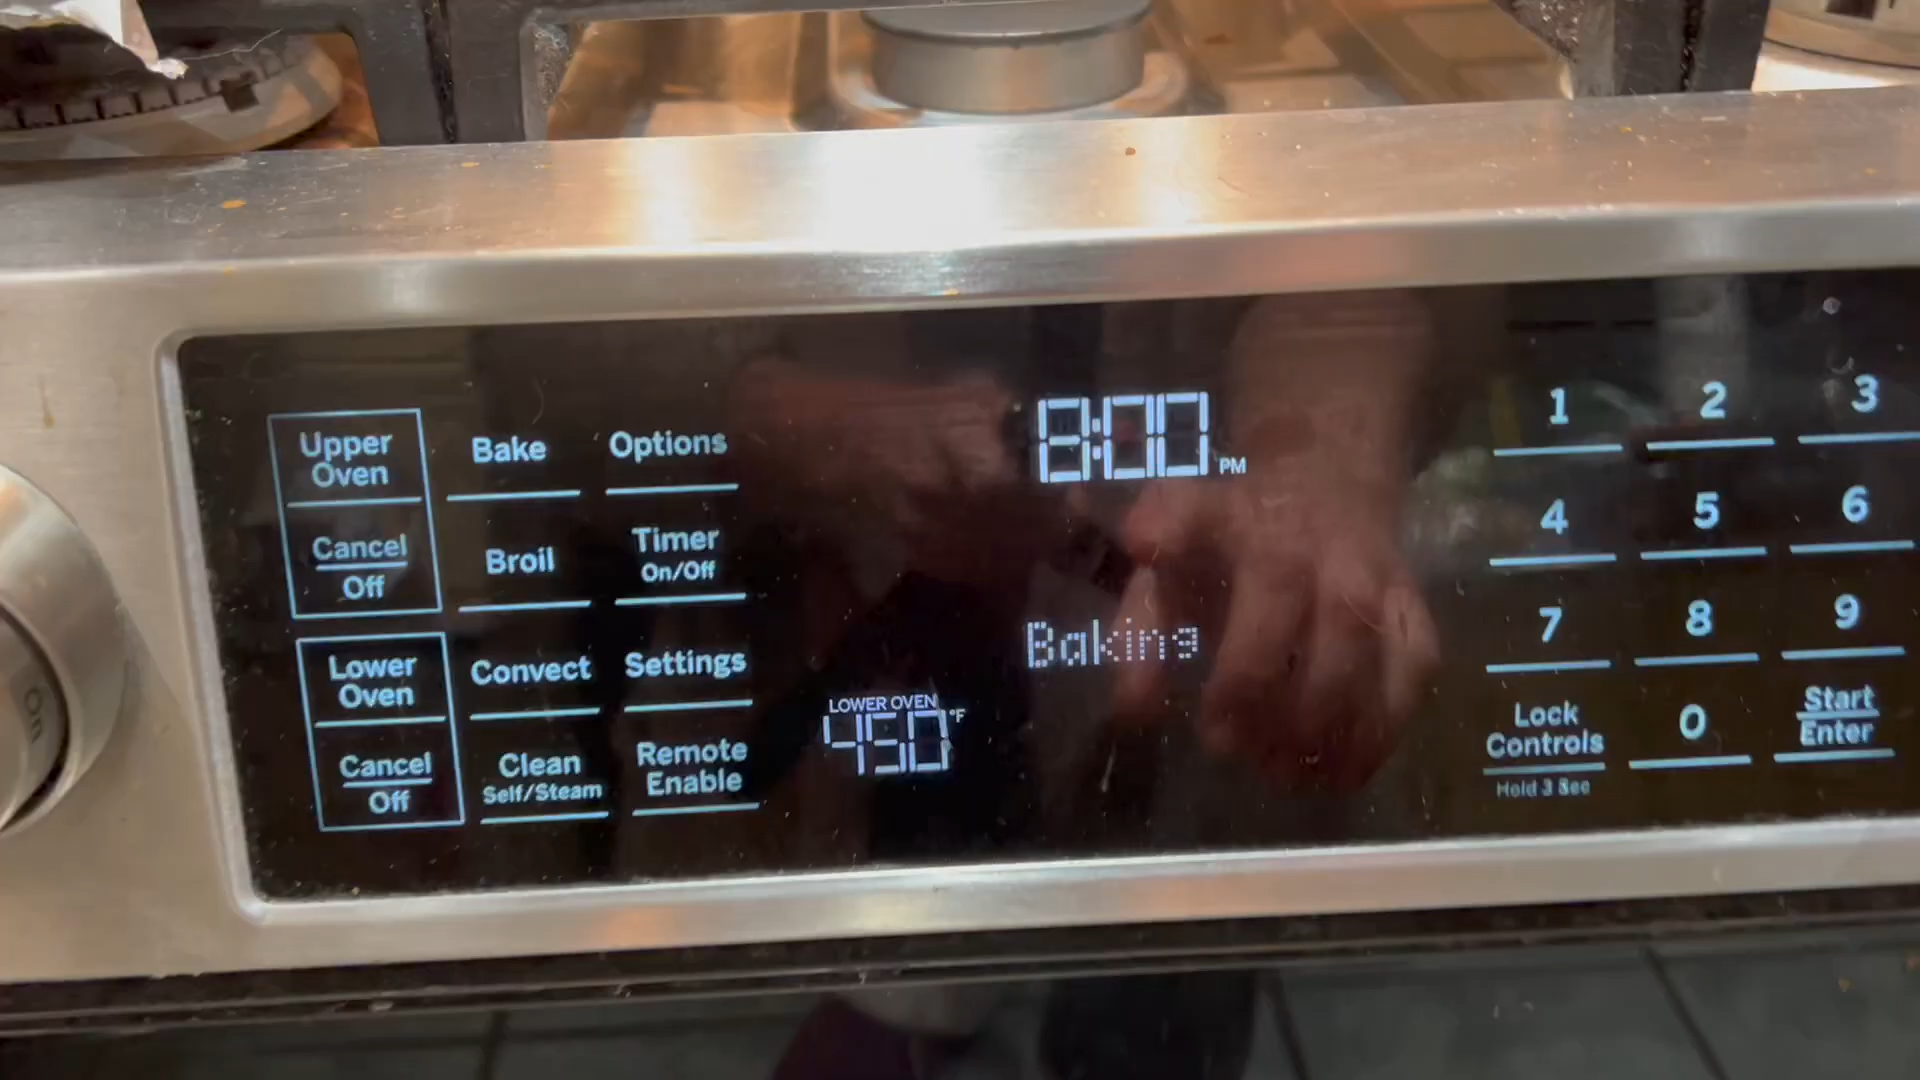 Upper
Oven
Cancel
Off
Lower
Oven
Cancel
Off
Bake
Broil
Convect
Clean
Self/Steam
Options
Timer
On/Off
Settings
Remote
Enable
8:00 PM
Baking
LOWER OVEN
450 °F
1 2 3
4 5 6
7 8 9
Lock
Controls
Hold 3 Sec
0
Start
Enter
On